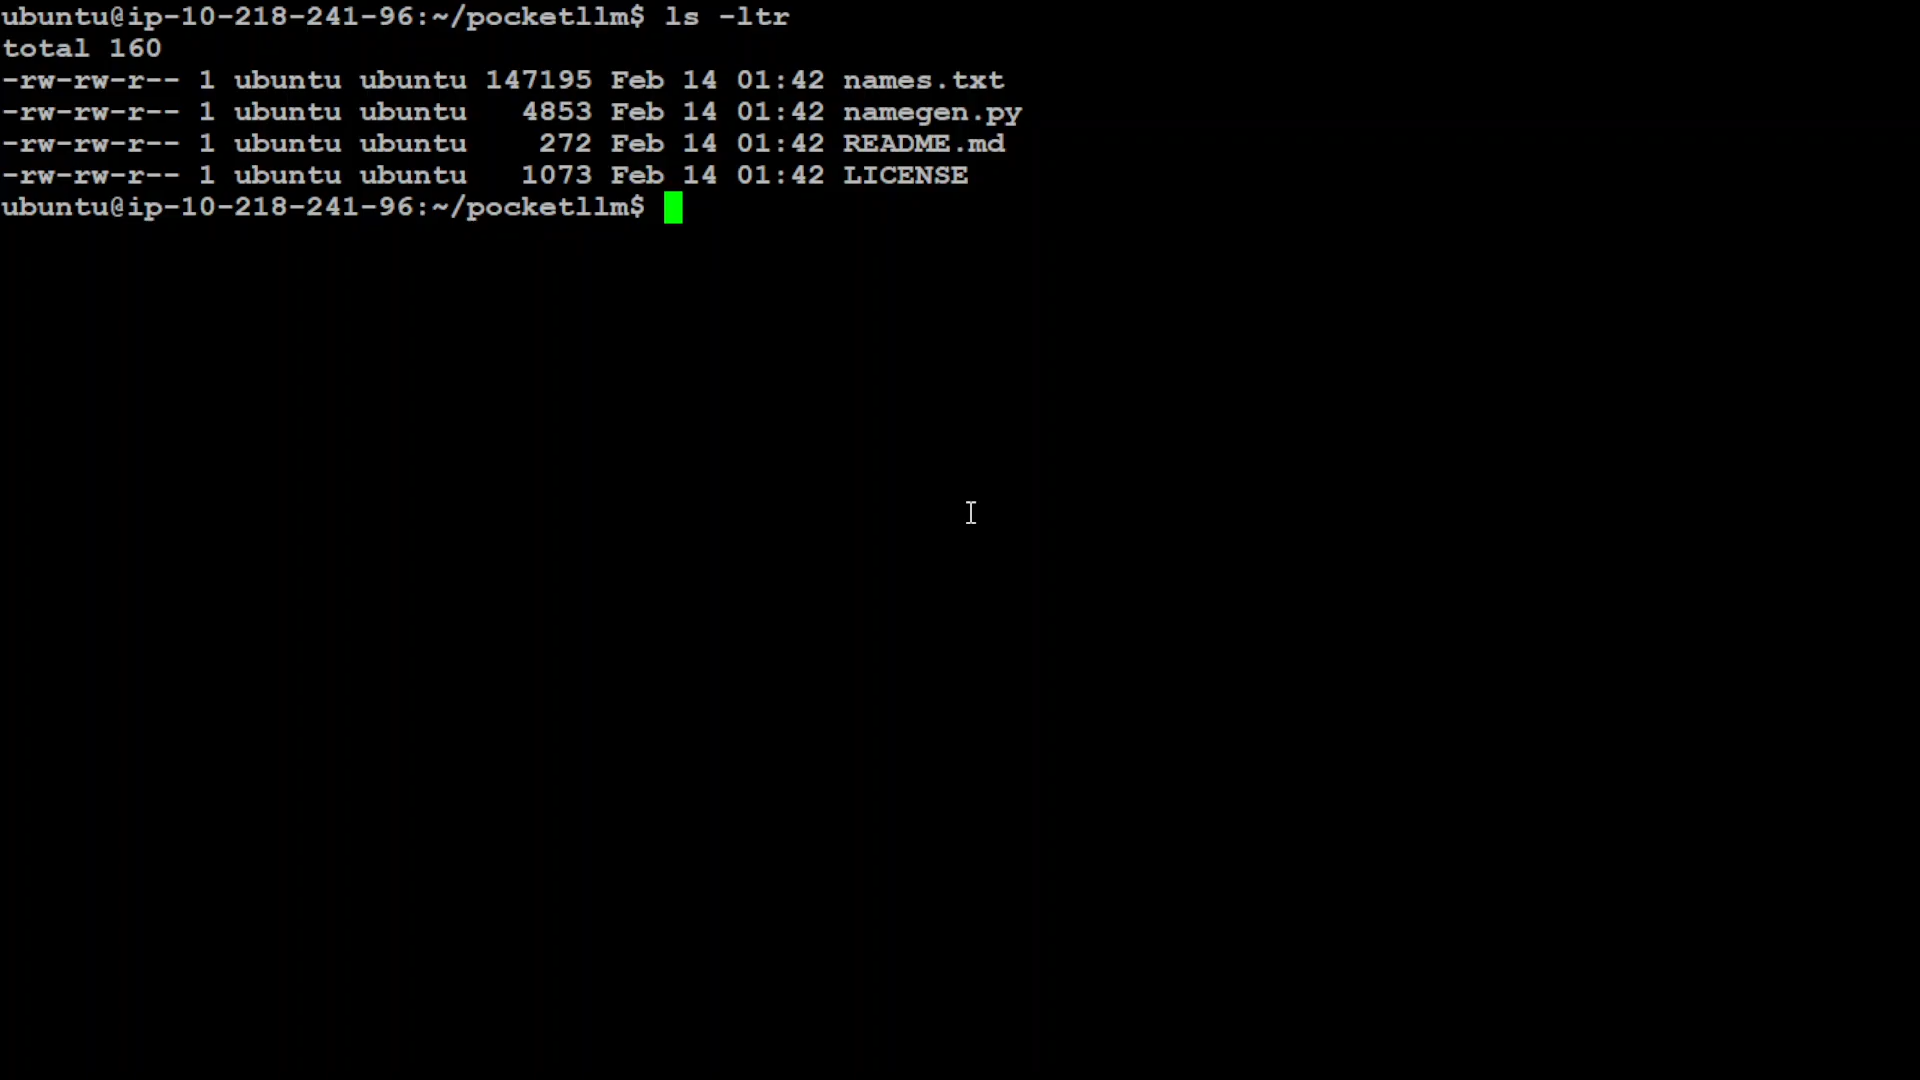 ubuntu@ip-10-218-241-96:~/pocketllm$ ls -ltr
total 160
-rw-rw-r-- 1 ubuntu ubuntu 147195 Feb 14 01:42 names.txt
-rw-rw-r-- 1 ubuntu ubuntu   4853 Feb 14 01:42 namegen.py
-rw-rw-r-- 1 ubuntu ubuntu    272 Feb 14 01:42 README.md
-rw-rw-r-- 1 ubuntu ubuntu   1073 Feb 14 01:42 LICENSE
ubuntu@ip-10-218-241-96:~/pocketllm$